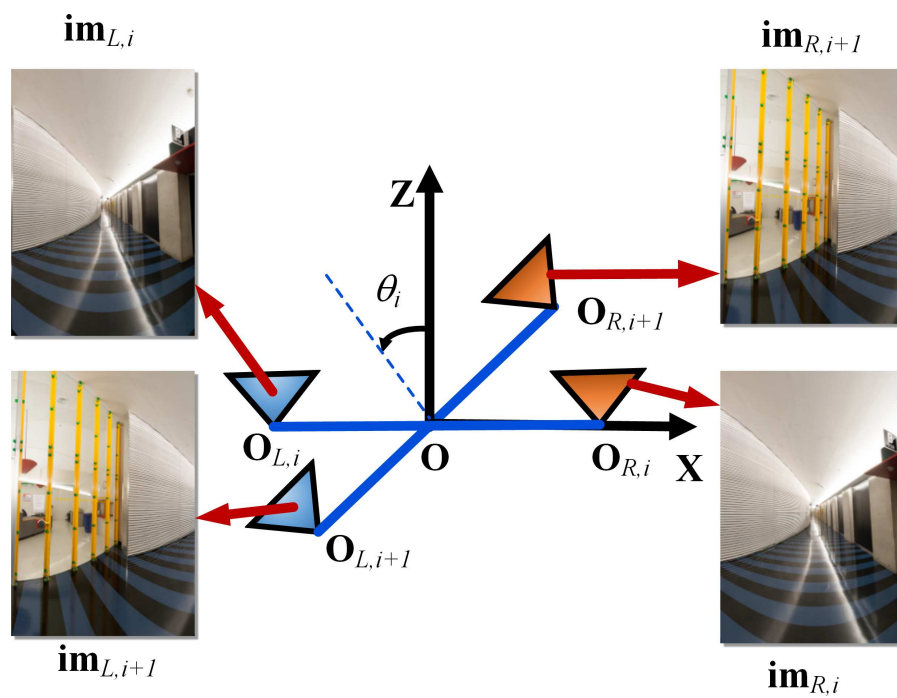 im_{L,i}
im_{R,i+1}
Z
θ_i
O_{R,i+1}
O_{L,i}
O
O_{R,i}
X
O_{L,i+1}
im_{L,i+1}
im_{R,i}